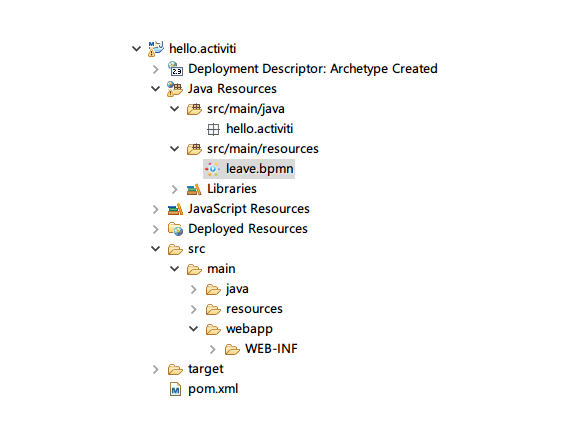 hello.activiti
Deployment Descriptor: Archetype Created
Java Resources
src/main/java
hello.activiti
src/main/resources
leave.bpmn
Libraries
JavaScript Resources
Deployed Resources
src
main
java
resources
webapp
WEB-INF
target
pom.xml